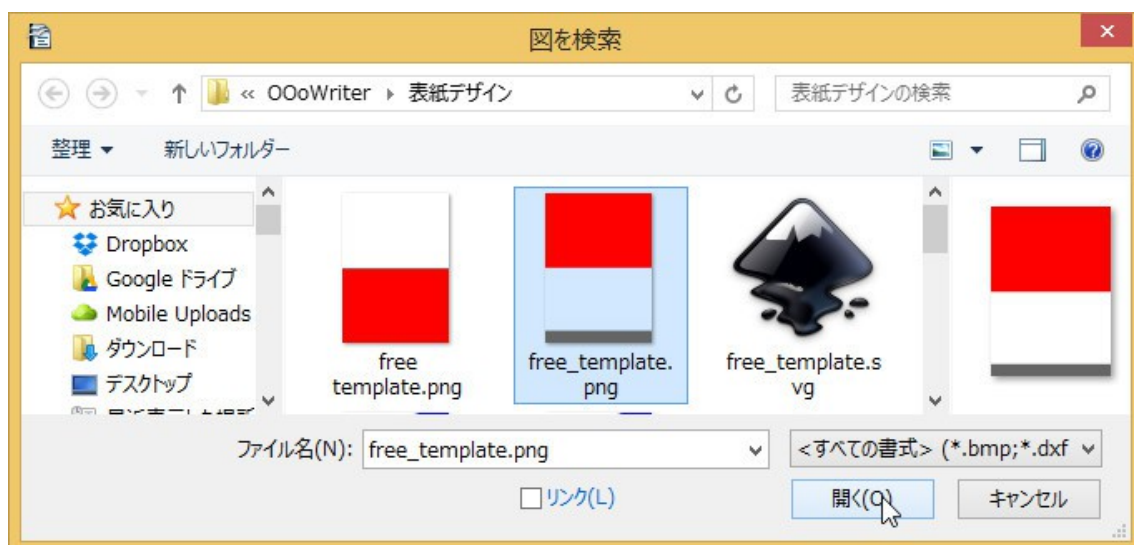 図を検索
« OOoWriter ▸ 表紙デザイン
表紙デザインの検索
整理
新しいフォルダー
お気に入り
Dropbox
Google ドライブ
Mobile Uploads
ダウンロード
デスクトップ
free
template.png
free_template.
png
free_template.s
vg
ファイル名(N): free_template.png
<すべての書式> (*.bmp;*.dxf
リンク(L)
開く(O)
キャンセル